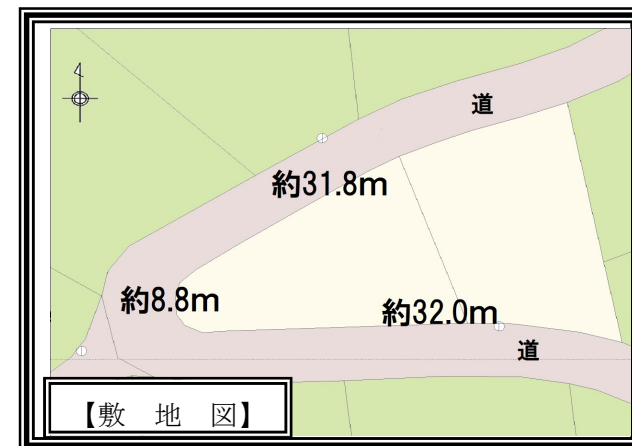 道
約31.8m
約8.8m
約32.0m
道
【敷 地 図】